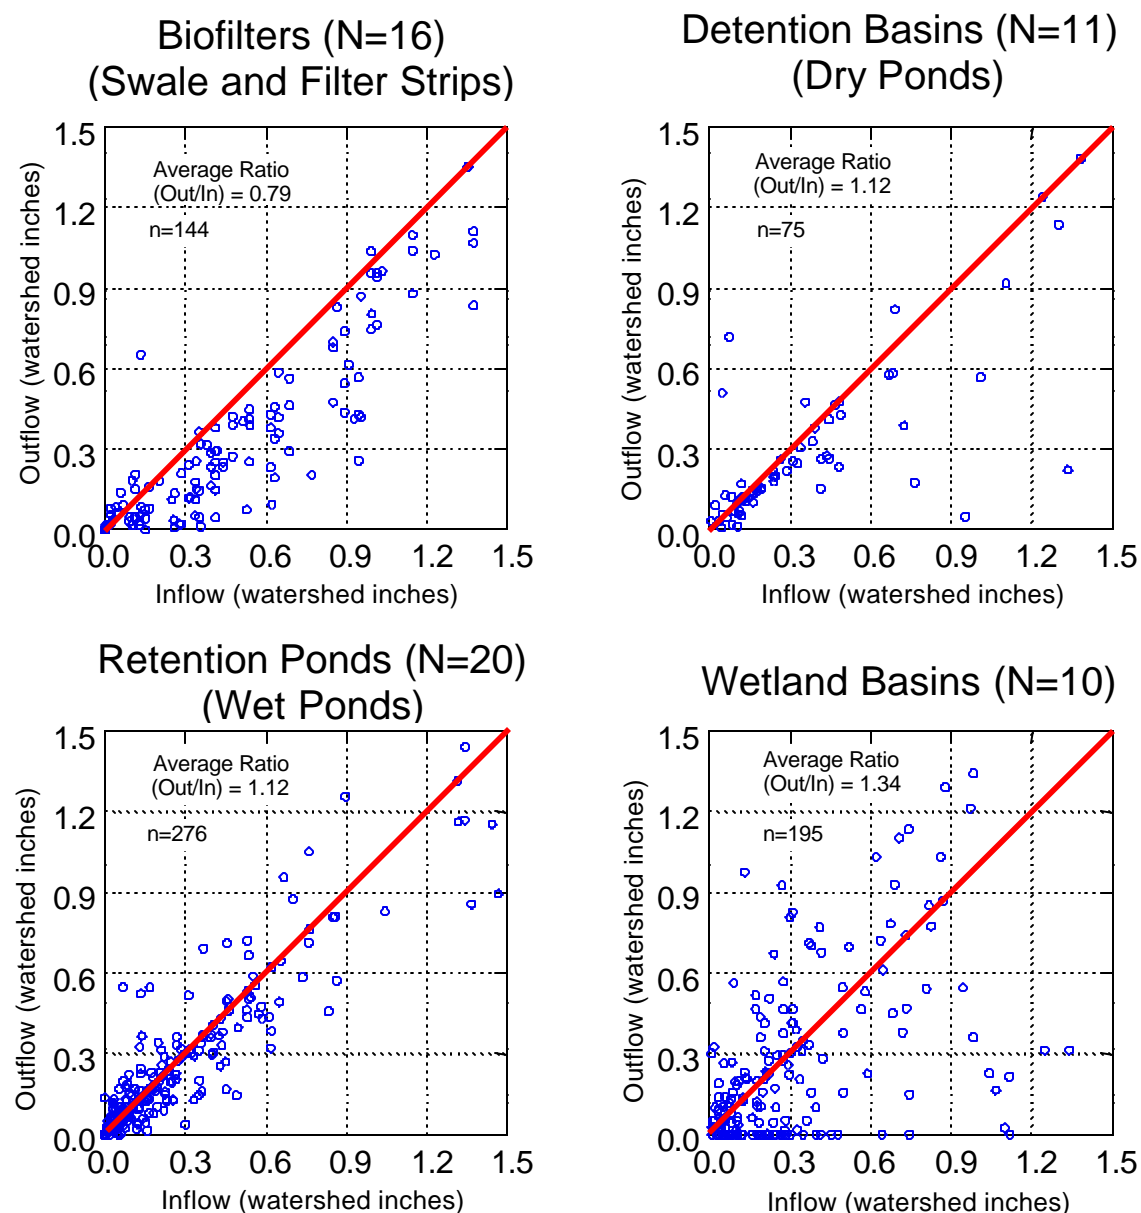 Biofilters (N=16)
(Swale and Filter Strips)
1.5
1.2
0.9
0.6
0.3
0.0
Outflow (watershed inches)
Average Ratio
(Out/In) = 0.79
n=144
0.0 0.3 0.6 0.9 1.2 1.5
Inflow (watershed inches)
Detention Basins (N=11)
(Dry Ponds)
1.5
1.2
0.9
0.6
0.3
0.0
Outflow (watershed inches)
Average Ratio
(Out/In) = 1.12
n=75
0.0 0.3 0.6 0.9 1.2 1.5
Inflow (watershed inches)
Retention Ponds (N=20)
(Wet Ponds)
1.5
1.2
0.9
0.6
0.3
0.0
Outflow (watershed inches)
Average Ratio
(Out/In) = 1.12
n=276
0.0 0.3 0.6 0.9 1.2 1.5
Inflow (watershed inches)
Wetland Basins (N=10)
1.5
1.2
0.9
0.6
0.3
0.0
Outflow (watershed inches)
Average Ratio
(Out/In) = 1.34
n=195
0.0 0.3 0.6 0.9 1.2 1.5
Inflow (watershed inches)